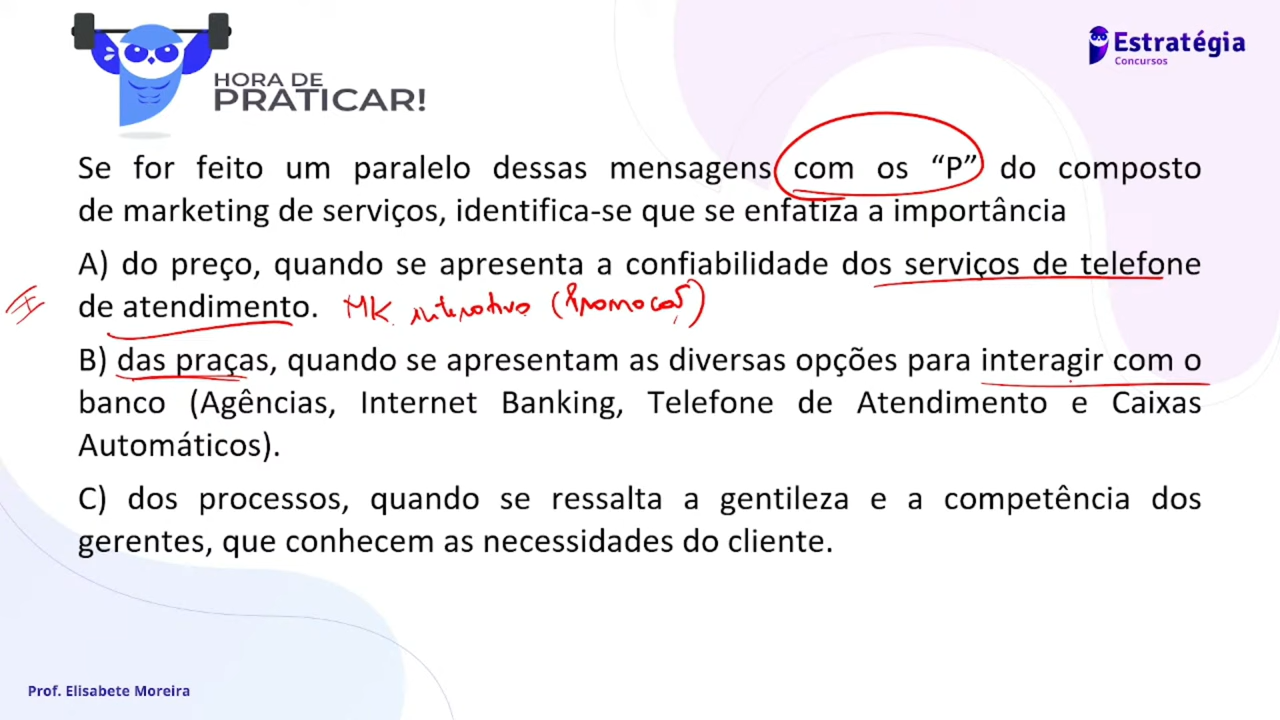 HORA DE
PRATICAR!
Estratégia
Concursos
Se for feito um paralelo dessas mensagens com os “P” do composto
de marketing de serviços, identifica-se que se enfatiza a importância
A) do preço, quando se apresenta a confiabilidade dos serviços de telefone
de atendimento. MK interativo (Promoção)
B) das praças, quando se apresentam as diversas opções para interagir com o
banco (Agências, Internet Banking, Telefone de Atendimento e Caixas
Automáticos).
C) dos processos, quando se ressalta a gentileza e a competência dos
gerentes, que conhecem as necessidades do cliente.
Prof. Elisabete Moreira